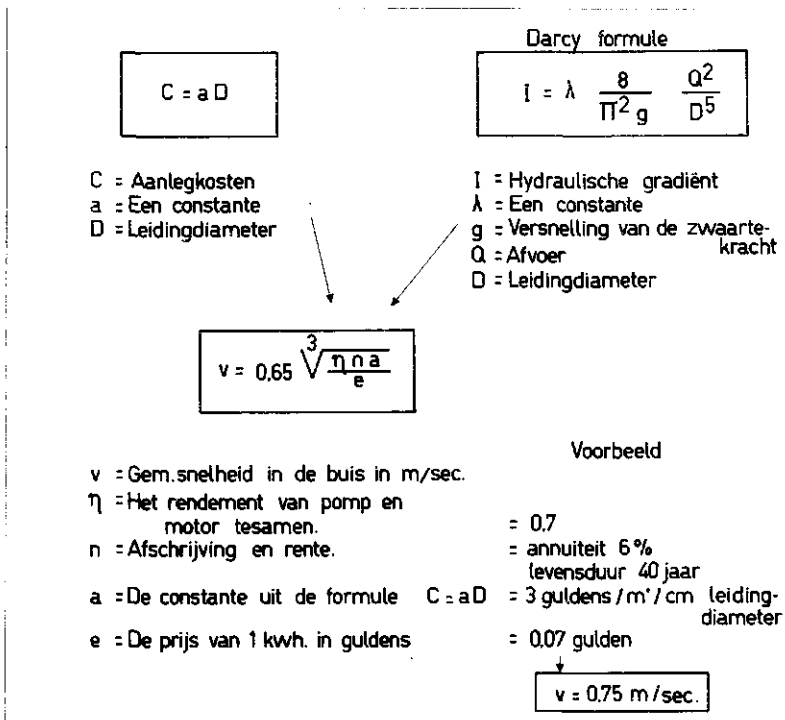 Darcy formule
C = a D
I = λ 8 / Π² g Q² / D⁵
C = Aanlegkosten
a = Een constante
D = Leidingdiameter
I = Hydraulische gradiënt
λ = Een constante
g = Versnelling van de zwaarte-
kracht
Q = Afvoer
D = Leidingdiameter
v = 0,65 ³√(η n a / e)
Voorbeeld
v = Gem. snelheid in de buis in m/sec.
η = Het rendement van pomp en
motor tesamen. = 0.7
n = Afschrijving en rente. = annuiteit 6%
levensduur 40 jaar
a = De constante uit de formule C = a D = 3 guldens / m' / cm leiding-
diameter
e = De prijs van 1 kwh. in guldens = 0,07 gulden
v = 0.75 m/sec.